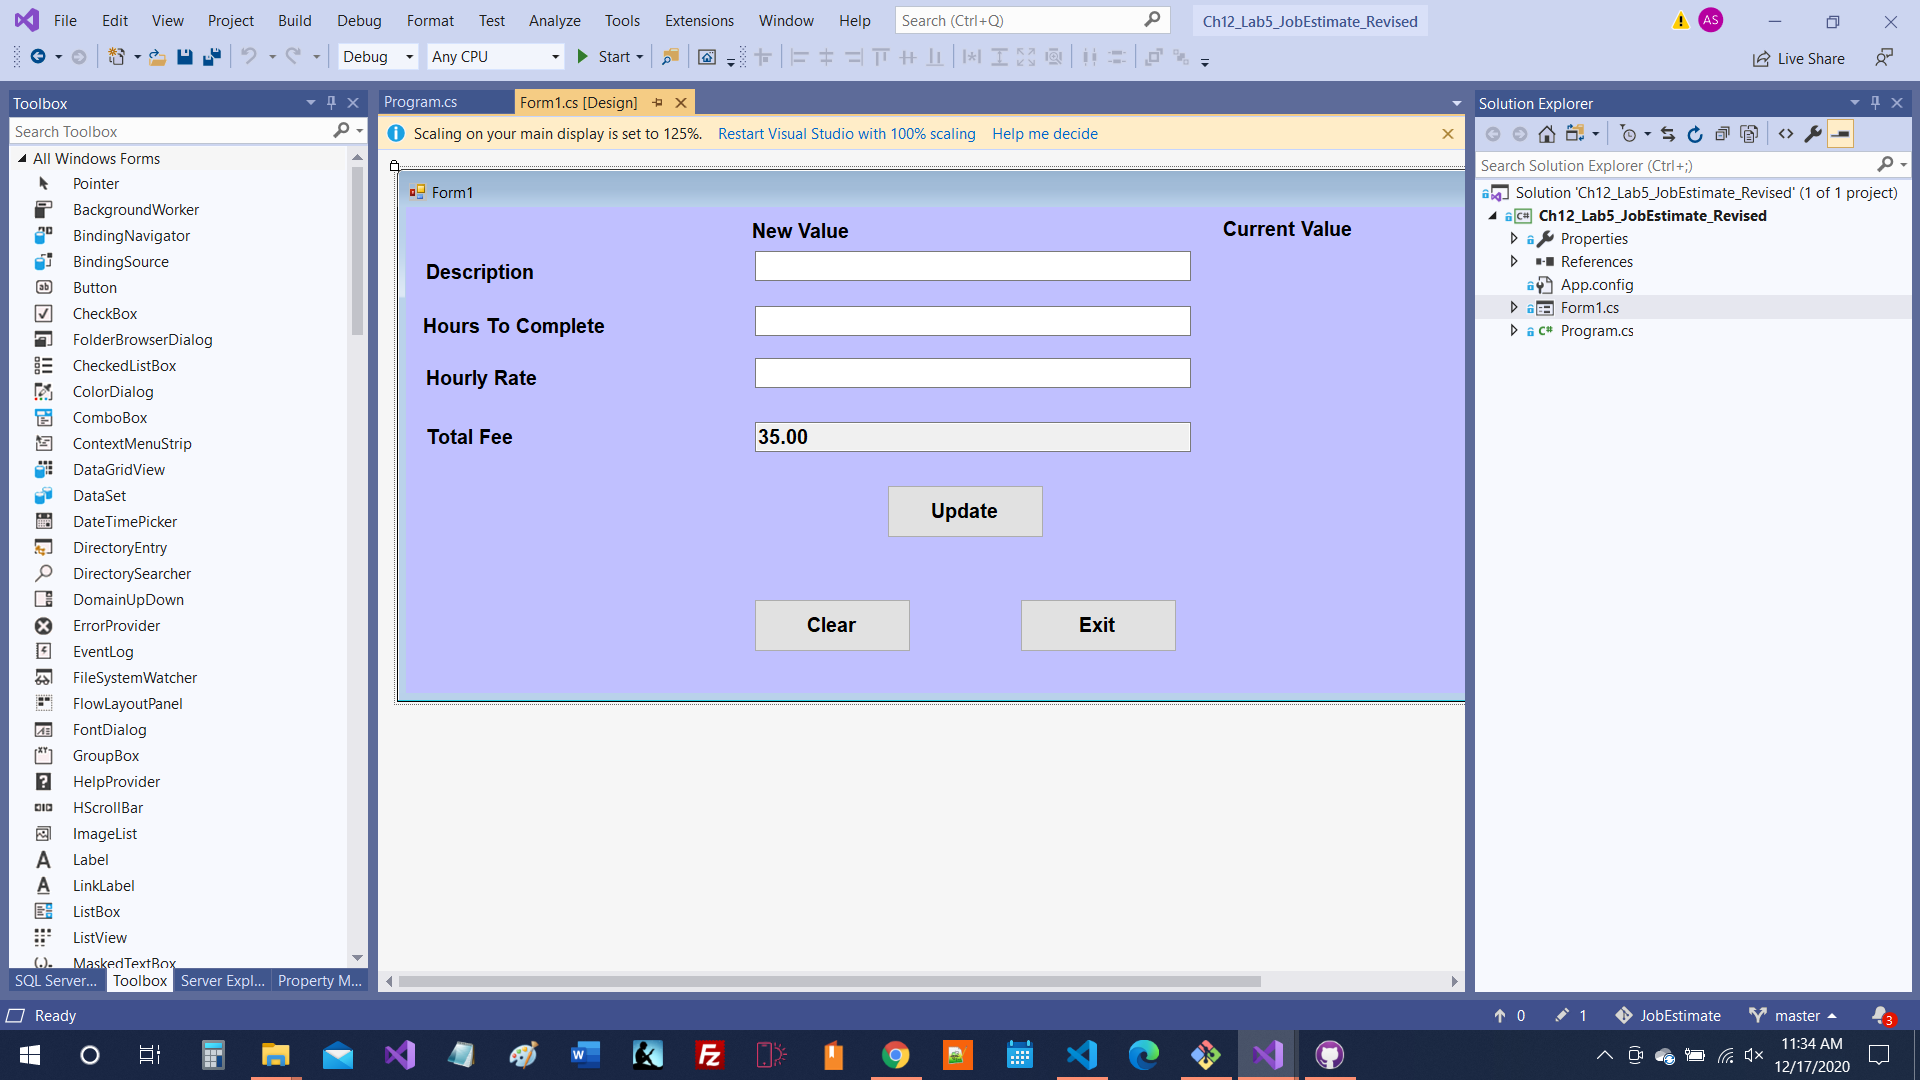 File Edit View Project Build Debug Format Test Analyze Tools Extensions Window Help Search (Ctrl+Q) Ch12_Lab5_JobEstimate_Revised AS
Debug Any CPU Start Live Share
Toolbox
Search Toolbox
All Windows Forms
Pointer
BackgroundWorker
BindingNavigator
BindingSource
Button
CheckBox
FolderBrowserDialog
CheckedListBox
ColorDialog
ComboBox
ContextMenuStrip
DataGridView
DataSet
DateTimePicker
DirectoryEntry
DirectorySearcher
DomainUpDown
ErrorProvider
EventLog
FileSystemWatcher
FlowLayoutPanel
FontDialog
GroupBox
HelpProvider
HScrollBar
ImageList
Label
LinkLabel
ListBox
ListView
MaskedTextBox
SQL Server... Toolbox Server Expl... Property M...
Program.cs Form1.cs [Design]
Scaling on your main display is set to 125%. Restart Visual Studio with 100% scaling Help me decide
Form1
New Value Current Value
Description
Hours To Complete
Hourly Rate
Total Fee 35.00
Update
Clear Exit
Solution Explorer
Search Solution Explorer (Ctrl+;)
Solution 'Ch12_Lab5_JobEstimate_Revised' (1 of 1 project)
C# Ch12_Lab5_JobEstimate_Revised
Properties
References
App.config
Form1.cs
C# Program.cs
Ready 0 1 JobEstimate master 3
11:34 AM
12/17/2020